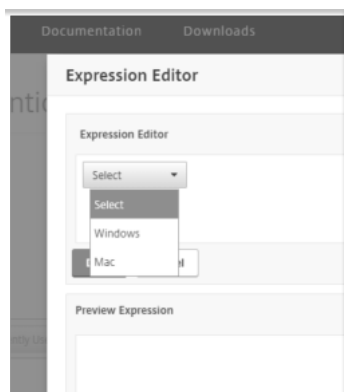 Documentation Downloads
Expression Editor
Expression Editor
Select
Select
Windows
Mac
Preview Expression